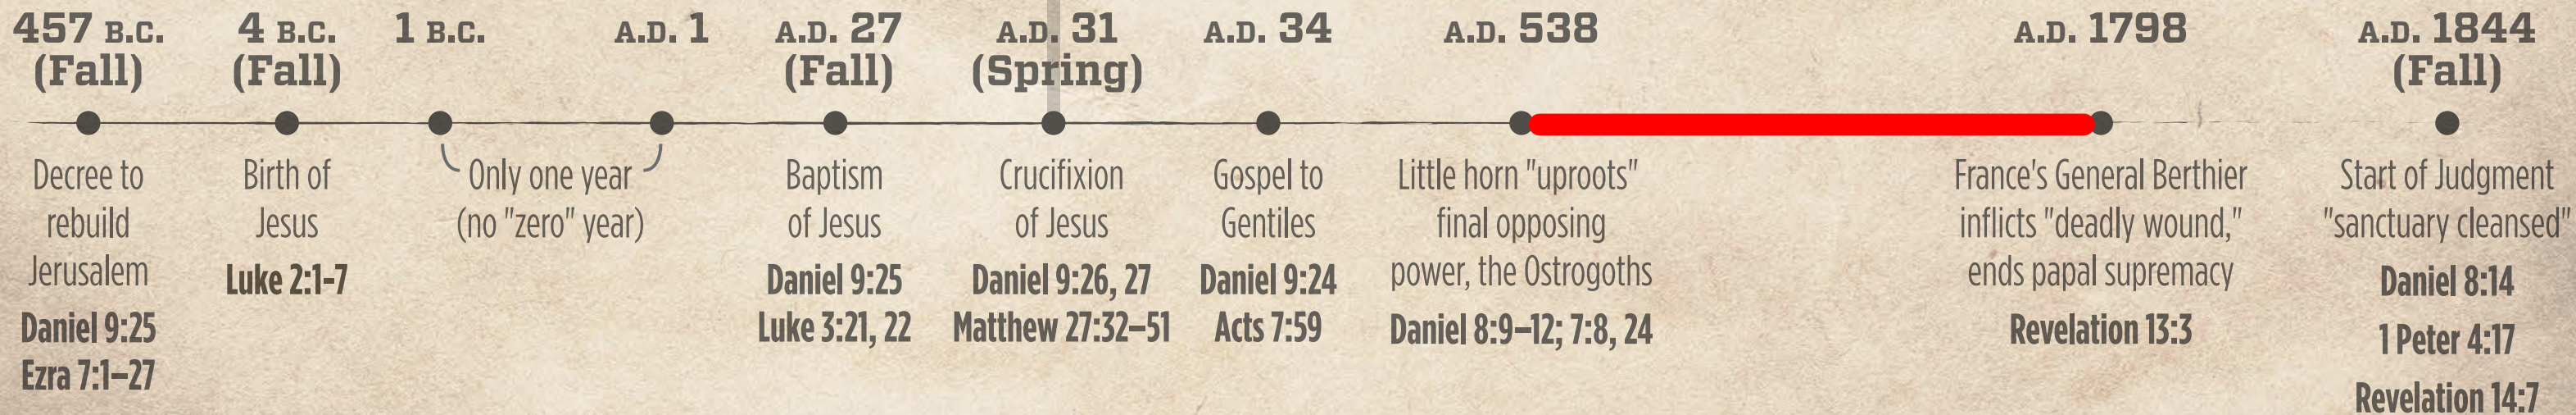 457 B.C.
(Fall)
Decree to
rebuild
Jerusalem
Daniel 9:25
Ezra 7:1–27
4 B.C.
(Fall)
Birth of
Jesus
Luke 2:1-7
1 B.C.
A.D. 1
Only one year
(no "zero" year)
A.D. 27
(Fall)
Baptism
of Jesus
Daniel 9:25
Luke 3:21, 22
A.D. 31
(Spring)
Crucifixion
of Jesus
Daniel 9:26, 27
Matthew 27:32–51
A.D. 34
Gospel to
Gentiles
Daniel 9:24
Acts 7:59
A.D. 538
Little horn "uproots"
final opposing
power, the Ostrogoths
Daniel 8:9–12; 7:8, 24
A.D. 1798
France's General Berthier
inflicts "deadly wound,"
ends papal supremacy
Revelation 13:3
A.D. 1844
(Fall)
Start of Judgment
"sanctuary cleansed"
Daniel 8:14
1 Peter 4:17
Revelation 14:7